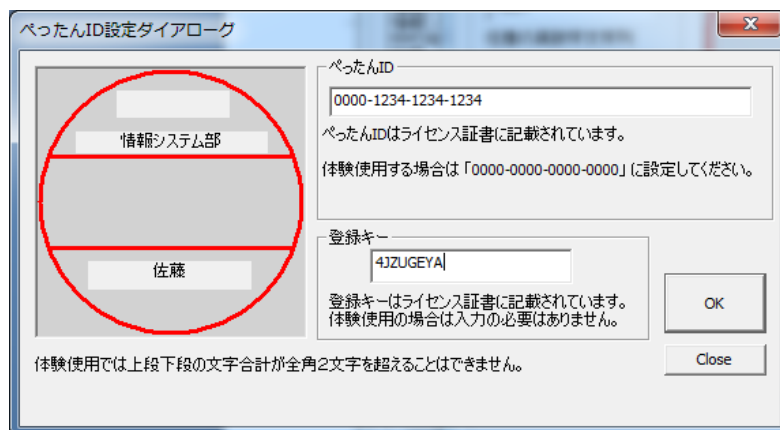 ぺったんID設定ダイアローグ
情報システム部
佐藤
ぺったんID
0000-1234-1234-1234
ぺったんIDはライセンス証書に記載されています。
体験使用する場合は「0000-0000-0000-0000」に設定してください。
登録キー
4JZUGEYA
登録キーはライセンス証書に記載されています。
体験使用の場合は入力の必要はありません。
OK
Close
体験使用では上段下段の文字合計が全角2文字を超えることはできません。